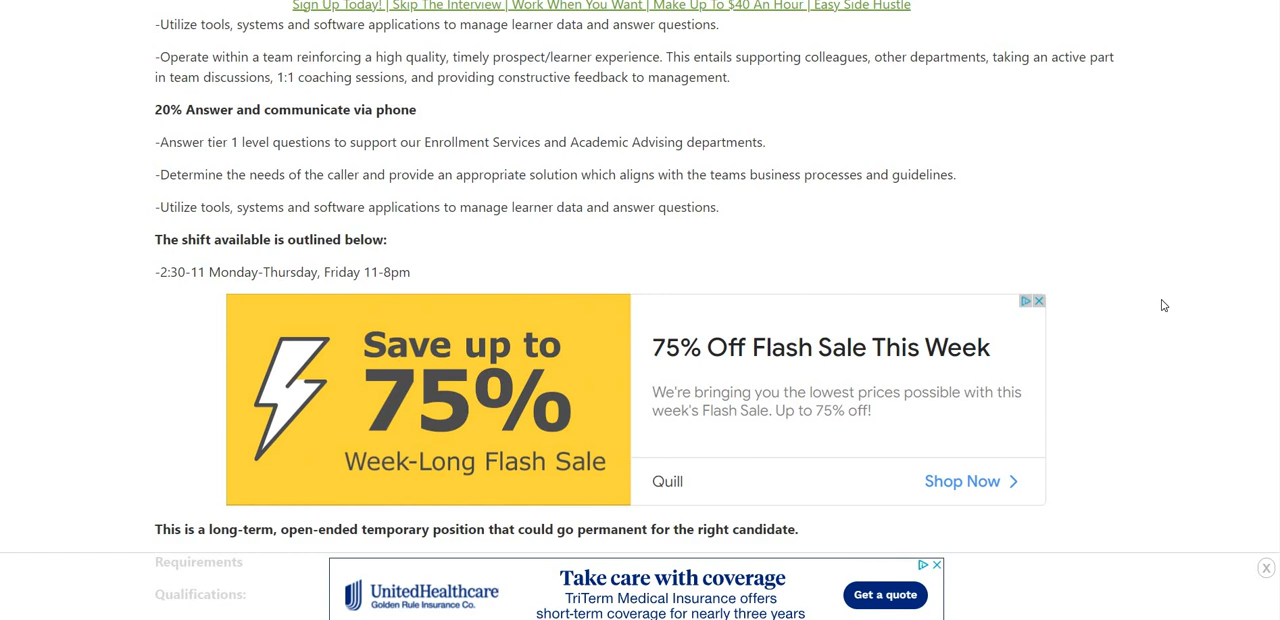 Sign Up Today! | Skip The Interview | Work When You Want | Make Up To $40 An Hour | Easy Side Hustle
-Utilize tools, systems and software applications to manage learner data and answer questions.
-Operate within a team reinforcing a high quality, timely prospect/learner experience. This entails supporting colleagues, other departments, taking an active part
in team discussions, 1:1 coaching sessions, and providing constructive feedback to management.
20% Answer and communicate via phone
-Answer tier 1 level questions to support our Enrollment Services and Academic Advising departments.
-Determine the needs of the caller and provide an appropriate solution which aligns with the teams business processes and guidelines.
-Utilize tools, systems and software applications to manage learner data and answer questions.
The shift available is outlined below:
-2:30-11 Monday-Thursday, Friday 11-8pm
Save up to
75%
Week-Long Flash Sale
75% Off Flash Sale This Week
We're bringing you the lowest prices possible with this
week's Flash Sale. Up to 75% off!
Quill
Shop Now
This is a long-term, open-ended temporary position that could go permanent for the right candidate.
Requirements
Qualifications:
UnitedHealthcare
Golden Rule Insurance Co.
Take care with coverage
TriTerm Medical Insurance offers
short-term coverage for nearly three years
Get a quote